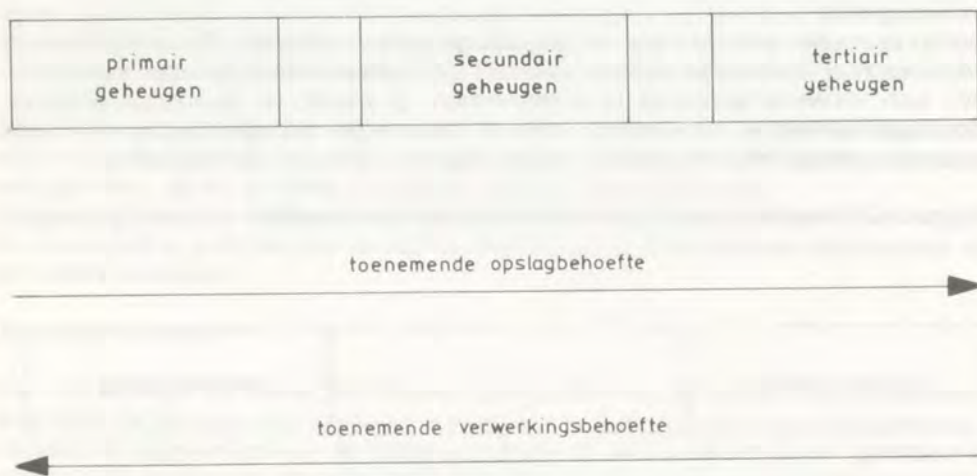 primair
geheugen
secundair
geheugen
tertiair
geheugen
toenemende opslagbehoefte
toenemende verwerkingsbehoefte